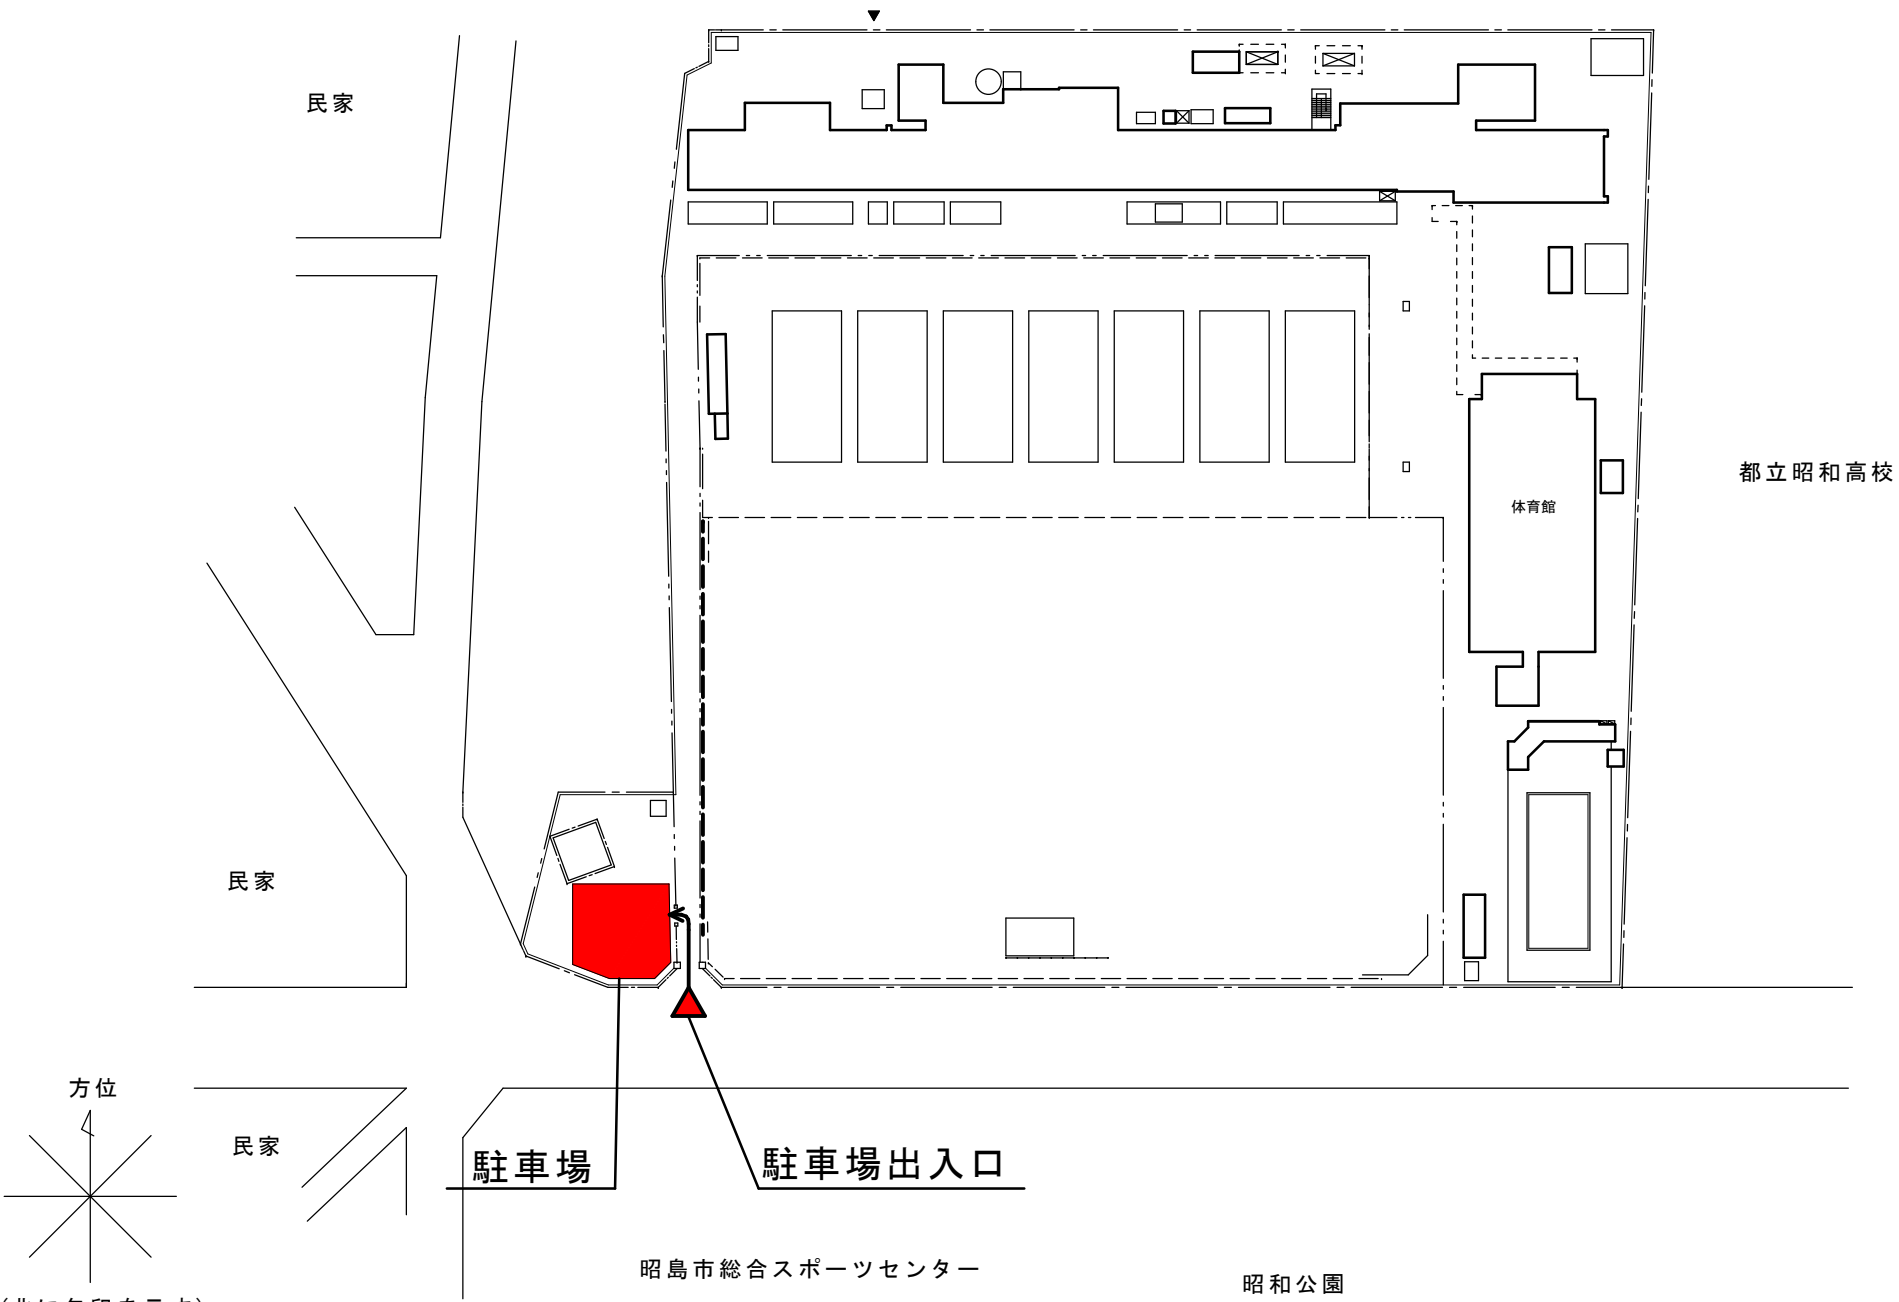 民家
都立昭和高校
体育館
民家
方位
民家
駐車場
駐車場出入口
昭島市総合スポーツセンター
昭和公園